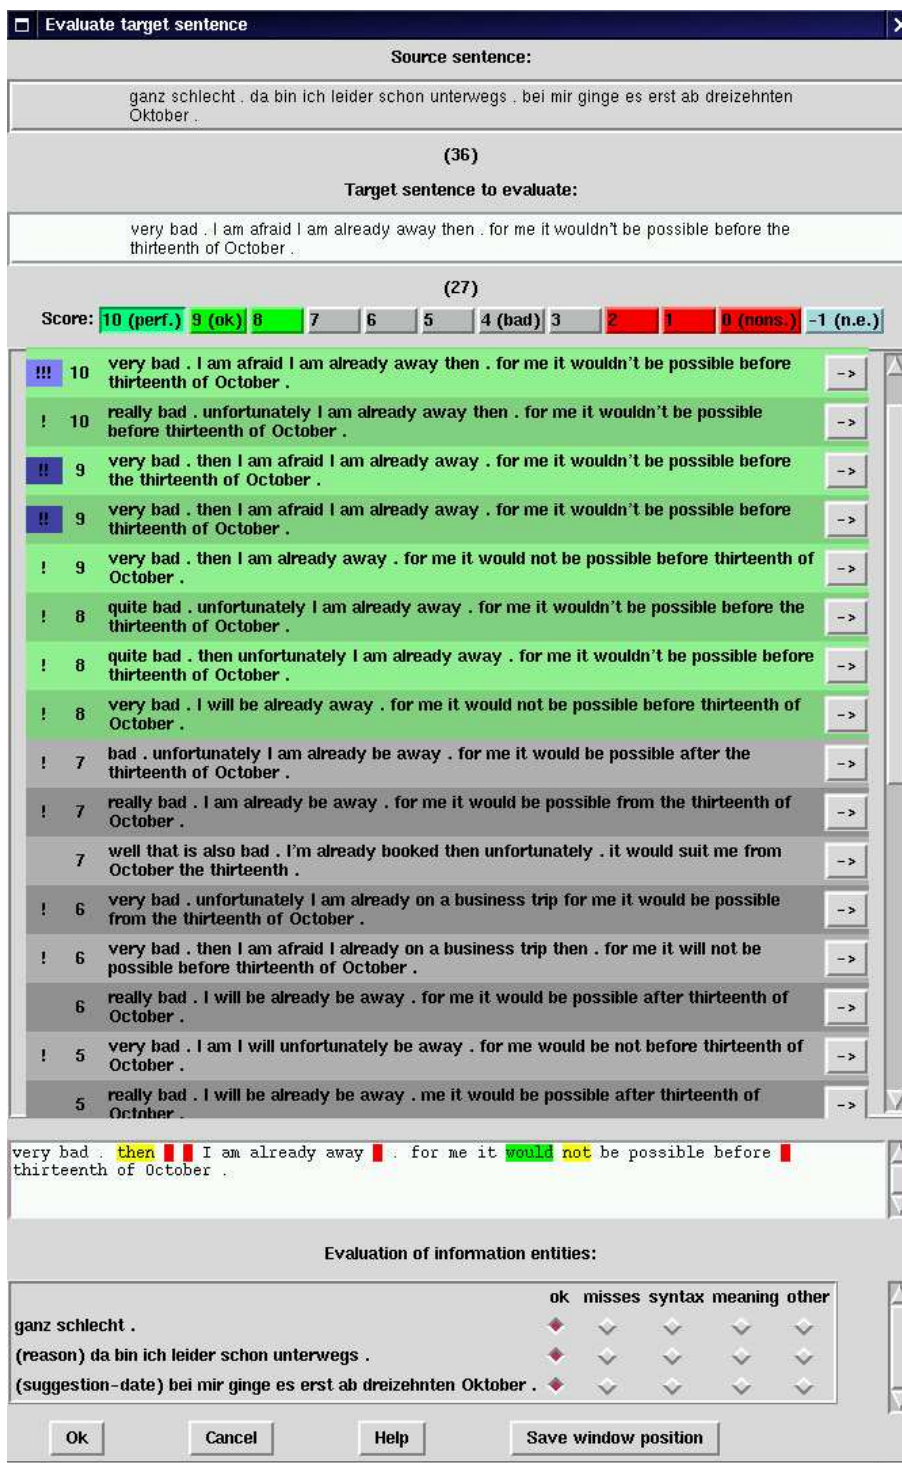 Evaluate target sentence
Source sentence:
ganz schlecht . da bin ich leider schon unterwegs . bei mir ginge es erst ab dreizehnten
Oktober .
(36)
Target sentence to evaluate:
very bad . I am afraid I am already away then . for me it wouldn't be possible before the
thirteenth of October .
(27)
Score: 10 (perf.) 9 (ok) 8 7 6 5 4 (bad) 3 2 1 0 (nons.) -1 (n.e.)
!!! 10 very bad . I am afraid I am already away then . for me it wouldn't be possible before ->
thirteenth of October .
! 10 really bad . unfortunately I am already away then . for me it wouldn't be possible ->
before thirteenth of October .
!! 9 very bad . then I am afraid I am already away . for me it wouldn't be possible before ->
the thirteenth of October .
!! 9 very bad . then I am afraid I am already away . for me it wouldn't be possible before ->
thirteenth of October .
! 9 very bad . then I am already away . for me it would not be possible before thirteenth of ->
October .
! 8 quite bad . unfortunately I am already away . for me it wouldn't be possible before the ->
thirteenth of October .
! 8 quite bad . then unfortunately I am already away . for me it wouldn't be possible before ->
thirteenth of October .
! 8 very bad . I will be already away . for me it would not be possible before thirteenth of ->
October .
! 7 bad . unfortunately I am already be away . for me it would be possible after the ->
thirteenth of October .
! 7 really bad . I am already be away . for me it would be possible from the thirteenth of ->
October .
7 well that is also bad . I'm already booked then unfortunately . it would suit me from ->
October the thirteenth .
! 6 very bad . unfortunately I am already on a business trip for me it would be possible ->
from the thirteenth of October .
! 6 very bad . then I am afraid I already on a business trip then . for me it will not be ->
possible before thirteenth of October .
6 really bad . I will be already be away . for me it would be possible after thirteenth of ->
October .
! 5 very bad . I am I will unfortunately be away . for me would be not before thirteenth of ->
October .
5 really bad . I will be already be away . me it would be possible after thirteenth of ->
October .
very bad . then I am already away . for me it would not be possible before
thirteenth of October .
Evaluation of information entities:
ok misses syntax meaning other
ganz schlecht .
(reason) da bin ich leider schon unterwegs .
(suggestion-date) bei mir ginge es erst ab dreizehnten Oktober .
Ok Cancel Help Save window position